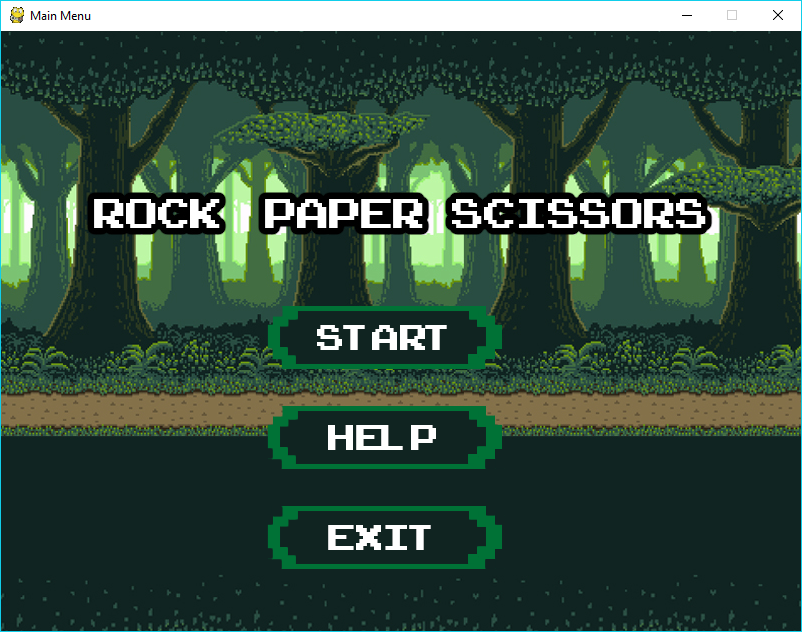 Main Menu
ROCK PAPER SCISSORS
START
HELP
EXIT